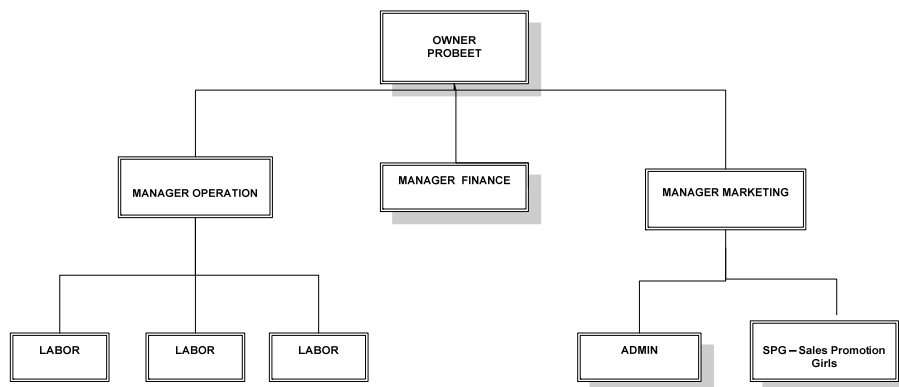 OWNER
PROBEET
MANAGER OPERATION
MANAGER FINANCE
MANAGER MARKETING
LABOR
LABOR
LABOR
ADMIN
SPG – Sales Promotion
Girls